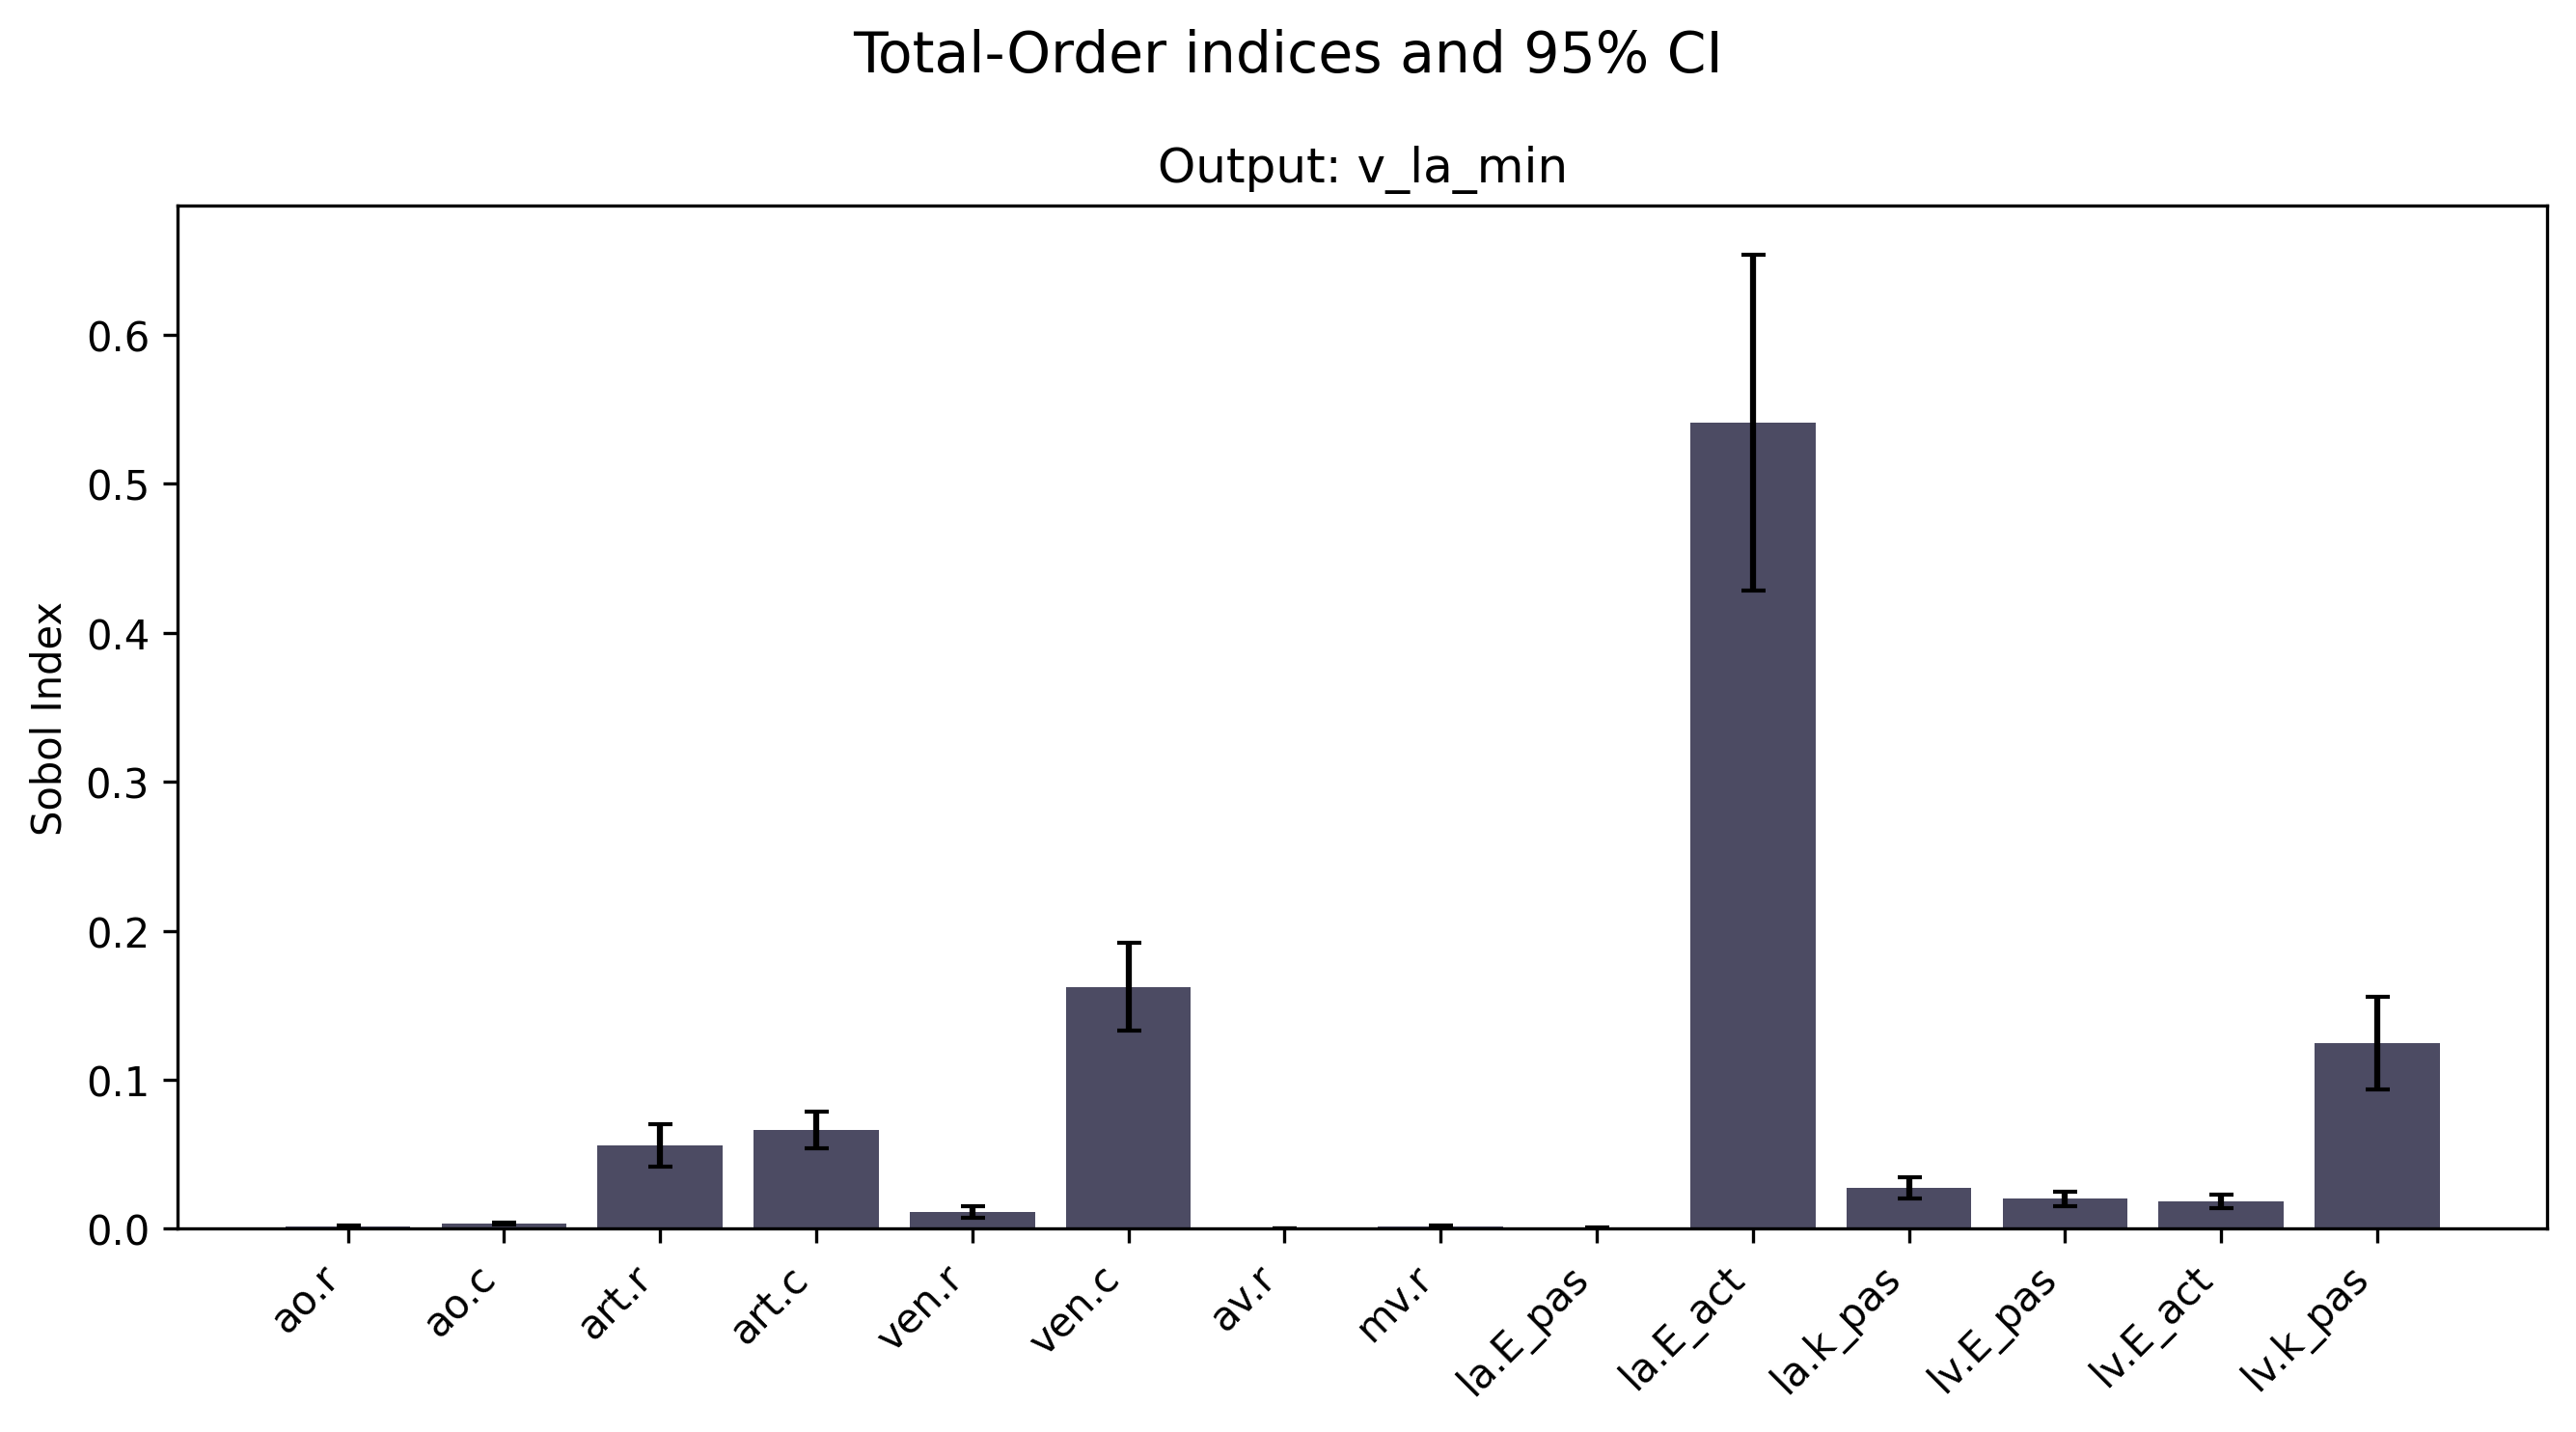 Total-Order indices and 95% CI
Output: v_la_min
Sobol Index
0.6
0.5
0.4
0.3
0.2
0.1
0.0
ao.r
ao.c
art.r
art.c
ven.r
ven.c
av.r
mv.r
la.E_pas
la.E_act
la.k_pas
lv.E_pas
lv.E_act
lv.k_pas